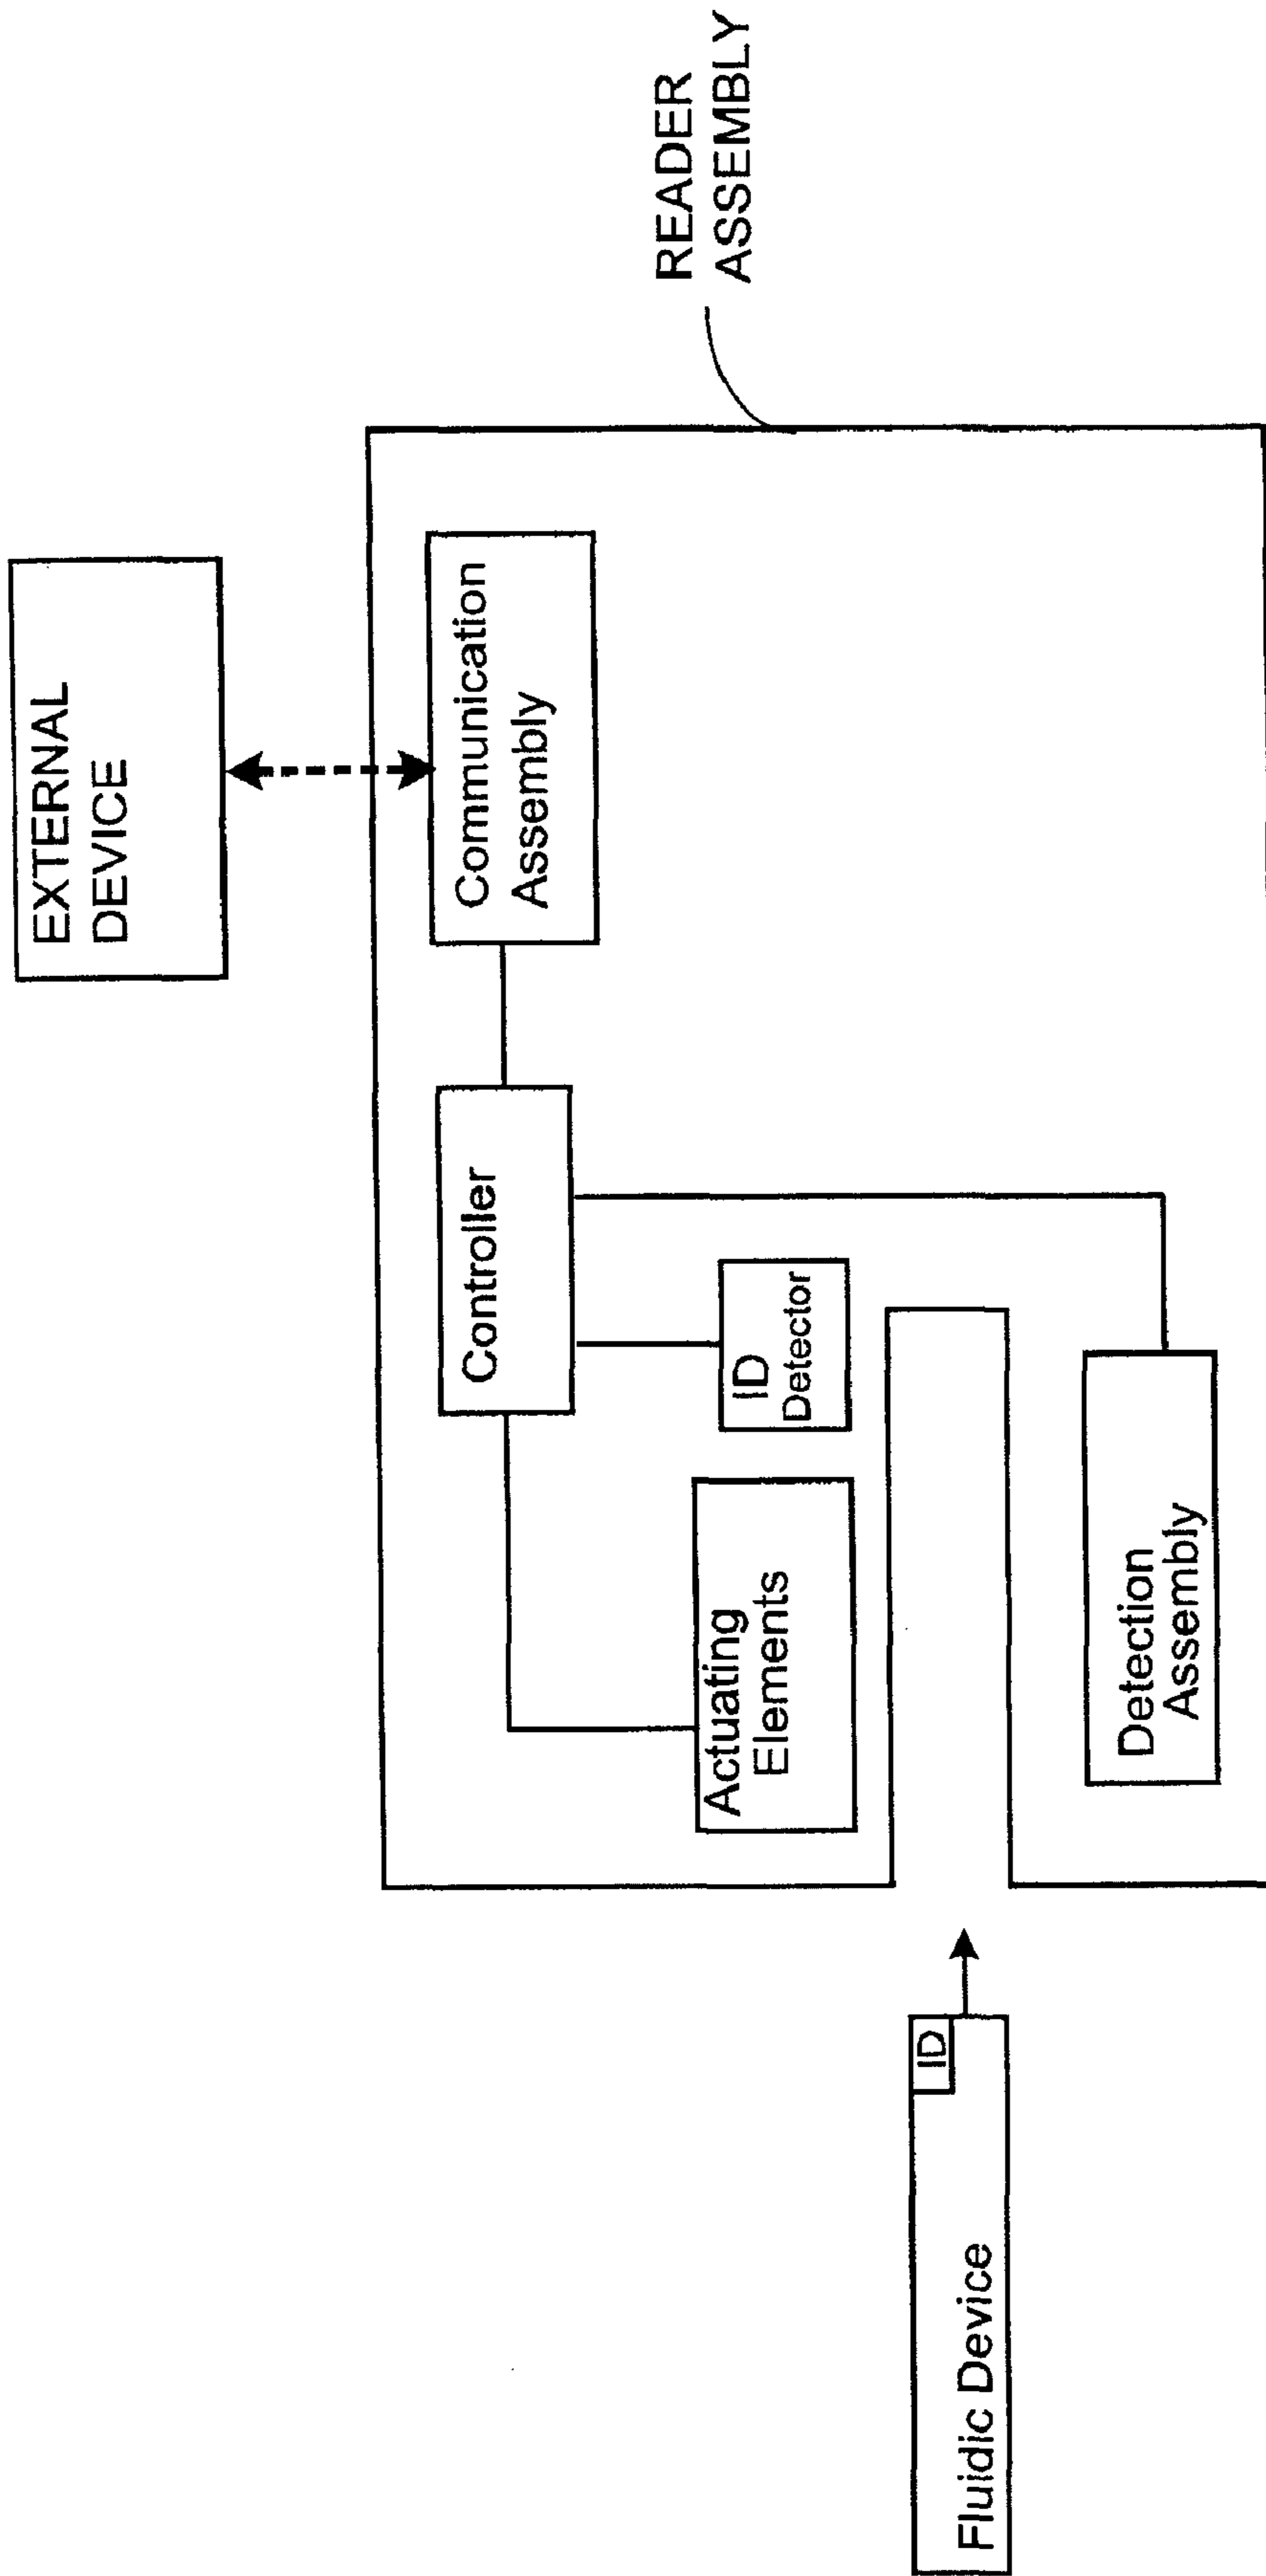 EXTERNAL
DEVICE
READER
ASSEMBLY
Communication
Assembly
Controller
ID
Detector
Actuating
Elements
Detection
Assembly
ID
Fluidic Device